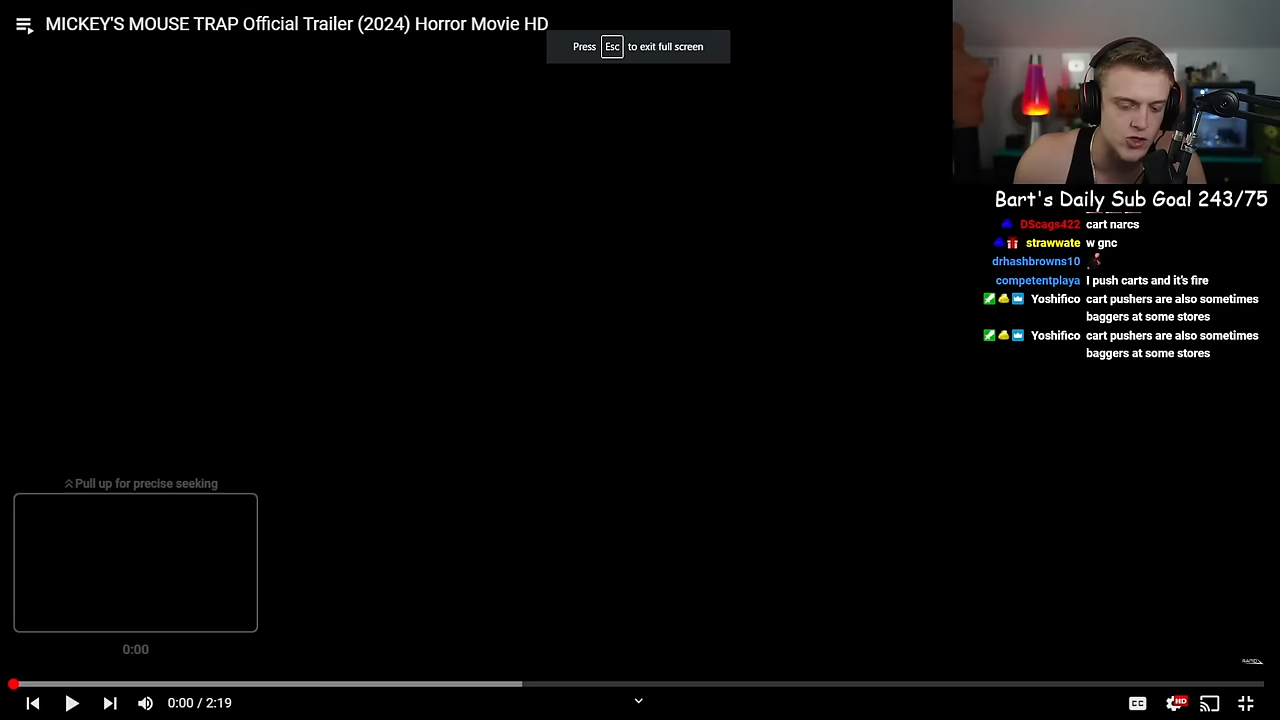 MICKEY'S MOUSE TRAP Official Trailer (2024) Horror Movie HD
Press Esc to exit full screen
Bart's Daily Sub Goal 243/75
DScags422 cart narcs
strawwate w gnc
drhashbrowns10
competentplaya I push carts and it's fire
Yoshifico cart pushers are also sometimes
baggers at some stores
Yoshifico cart pushers are also sometimes
baggers at some stores
Pull up for precise seeking
0:00
0:00 / 2:19
CC
HD